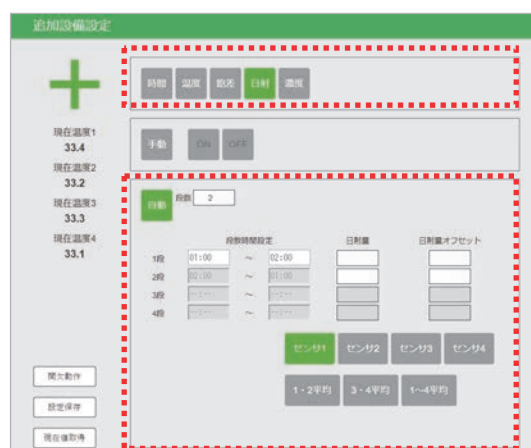 追加設備設定
時間 温度 飽差 日射 濃度
現在温度1
33.4
現在温度2
33.2
現在温度3
33.3
現在温度4
33.1
手動 ON OFF
自動 段数 2
段数時間設定 日射量 日射量オフセット
1段 01:00 ～ 02:00
2段 02:00 ～ 01:00
3段 --:-- ～ --:--
4段 --:-- ～ --:--
センサ1 センサ2 センサ3 センサ4
1・2平均 3・4平均 1～4平均
間欠動作
設定保存
現在値取得